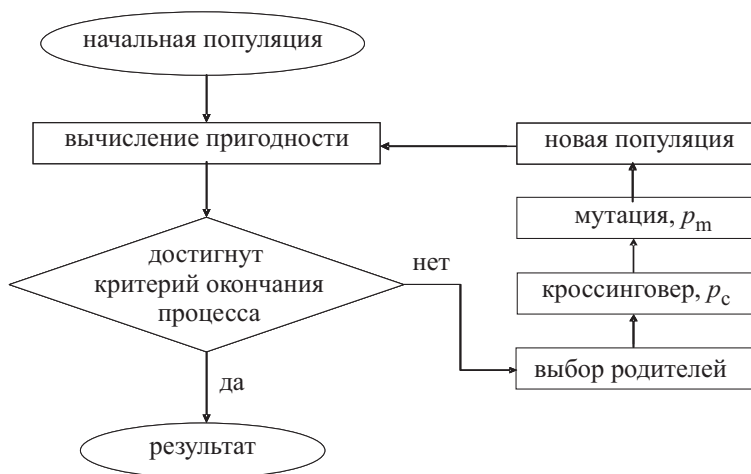 начальная популяция
вычисление пригодности
новая популяция
мутация, pm
достигнут
критерий окончания
процесса
нет
кроссинговер, pc
выбор родителей
да
результат